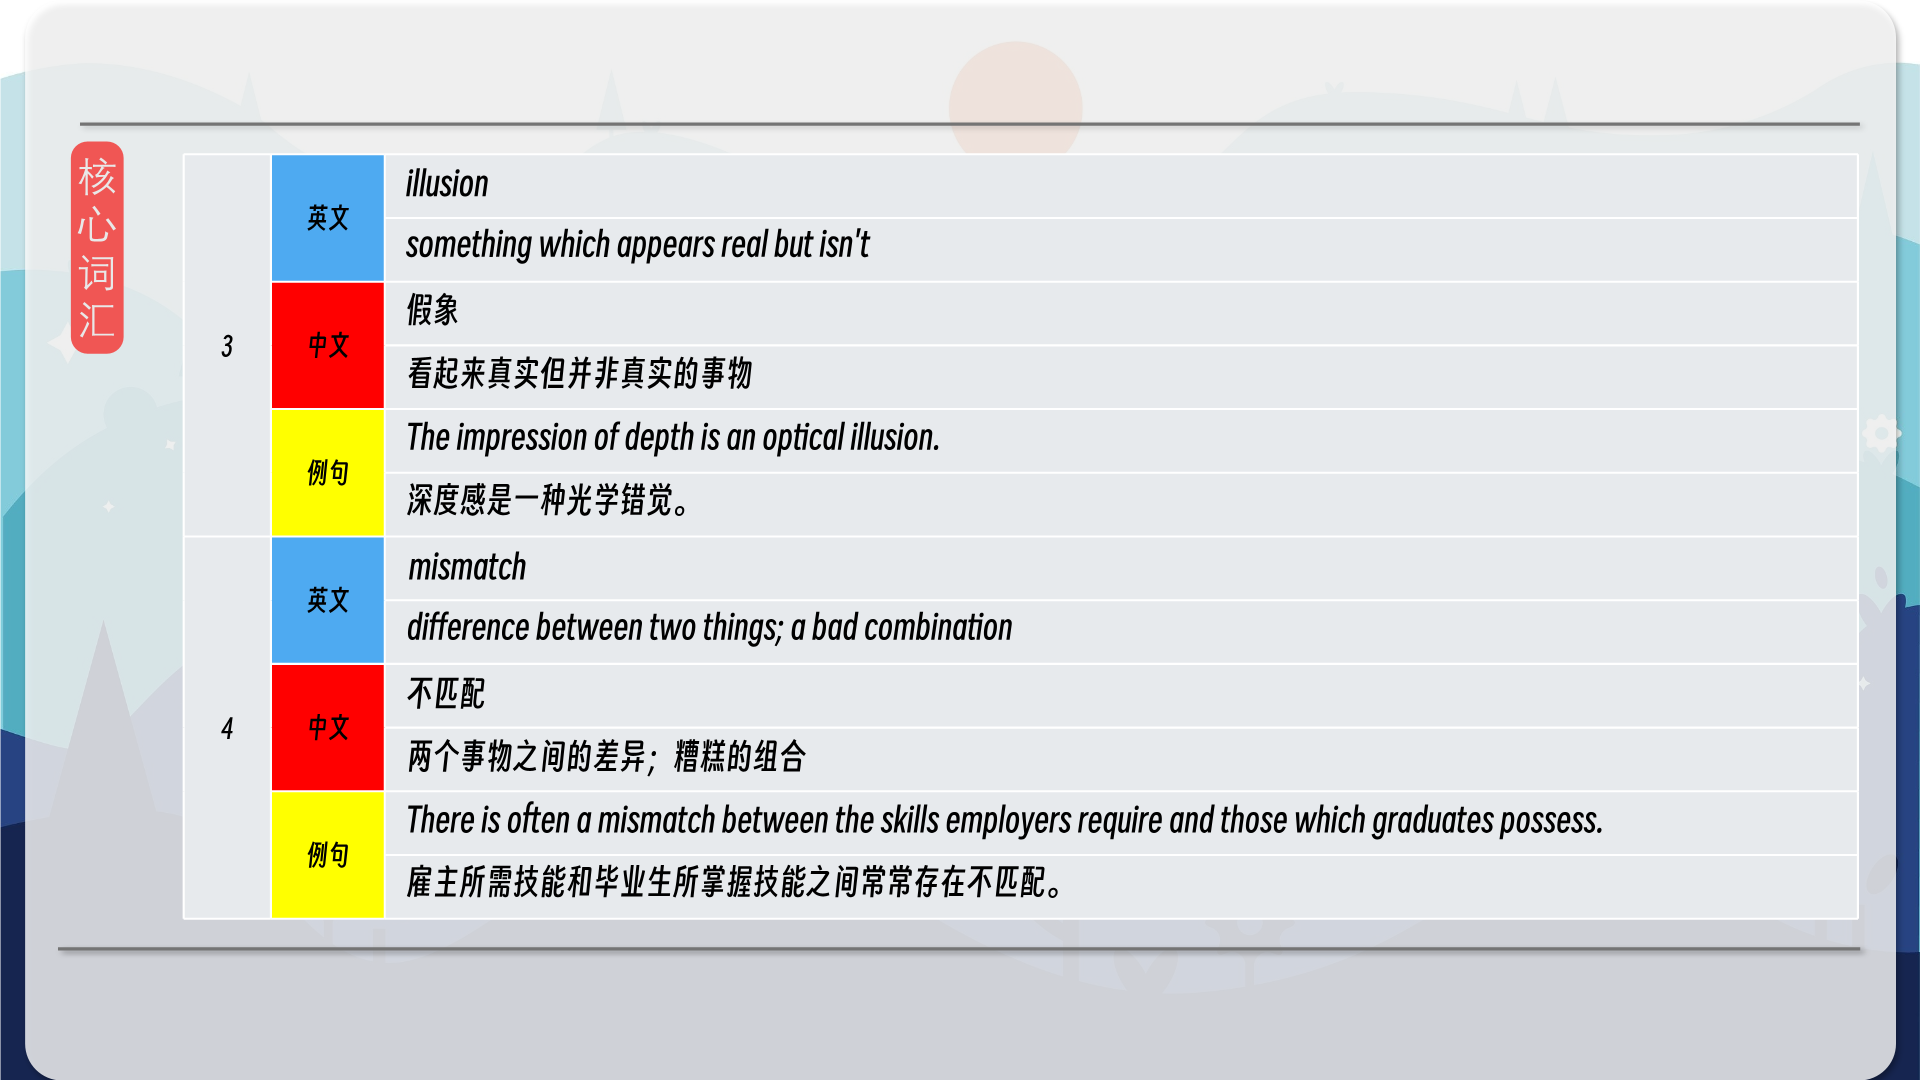 核心词汇
3
英文
illusion
something which appears real but isn't
中文
假象
看起来真实但并非真实的事物
例句
The impression of depth is an optical illusion.
深度感是一种光学错觉。
4
英文
mismatch
difference between two things; a bad combination
中文
不匹配
两个事物之间的差异；糟糕的组合
例句
There is often a mismatch between the skills employers require and those which graduates possess.
雇主所需技能和毕业生所掌握技能之间常常存在不匹配。